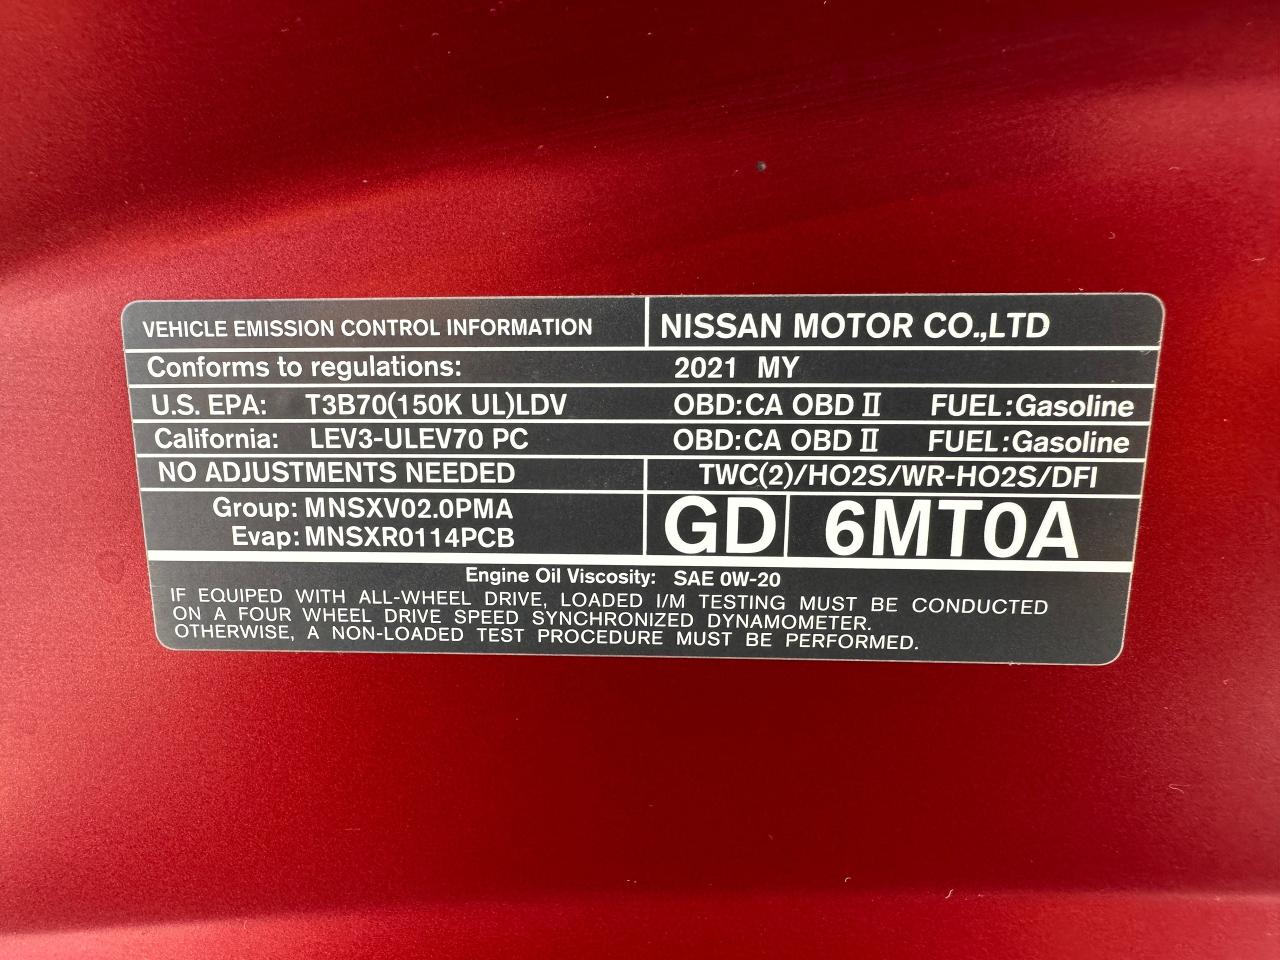 VEHICLE EMISSION CONTROL INFORMATION NISSAN MOTOR CO.,LTD
Conforms to regulations: 2021 MY
U.S. EPA: T3B70(150K UL)LDV OBD:CA OBD II FUEL:Gasoline
California: LEV3-ULEV70 PC OBD:CA OBD II FUEL:Gasoline
NO ADJUSTMENTS NEEDED TWC(2)/HO2S/WR-HO2S/DFI
Group: MNSXV02.0PMA GD 6MT0A
Evap: MNSXR0114PCB
Engine Oil Viscosity: SAE 0W-20
IF EQUIPED WITH ALL-WHEEL DRIVE, LOADED I/M TESTING MUST BE CONDUCTED
ON A FOUR WHEEL DRIVE SPEED SYNCHRONIZED DYNAMOMETER.
OTHERWISE, A NON-LOADED TEST PROCEDURE MUST BE PERFORMED.